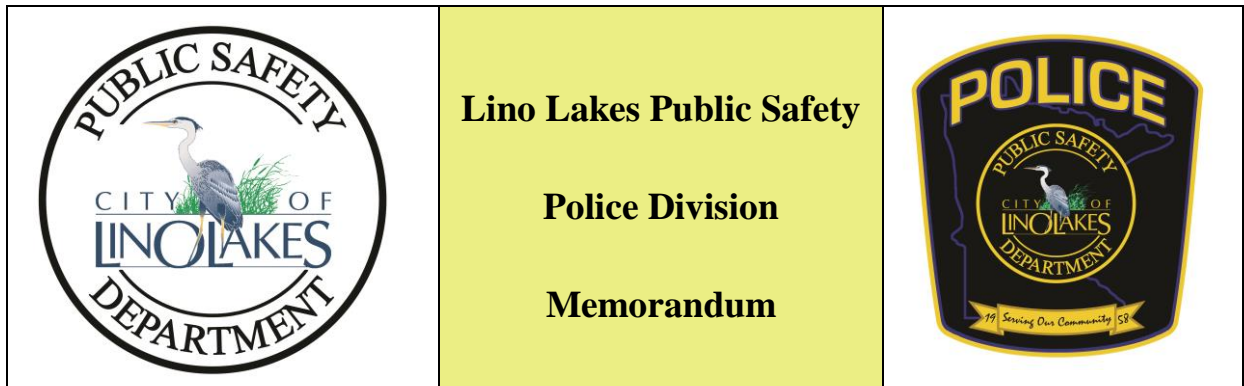 PUBLIC SAFETY
CITY OF
LINO LAKES
DEPARTMENT
Lino Lakes Public Safety
Police Division
Memorandum
POLICE
PUBLIC SAFETY
CITY OF
LINO LAKES
DEPARTMENT
19 Serving Our Community 58